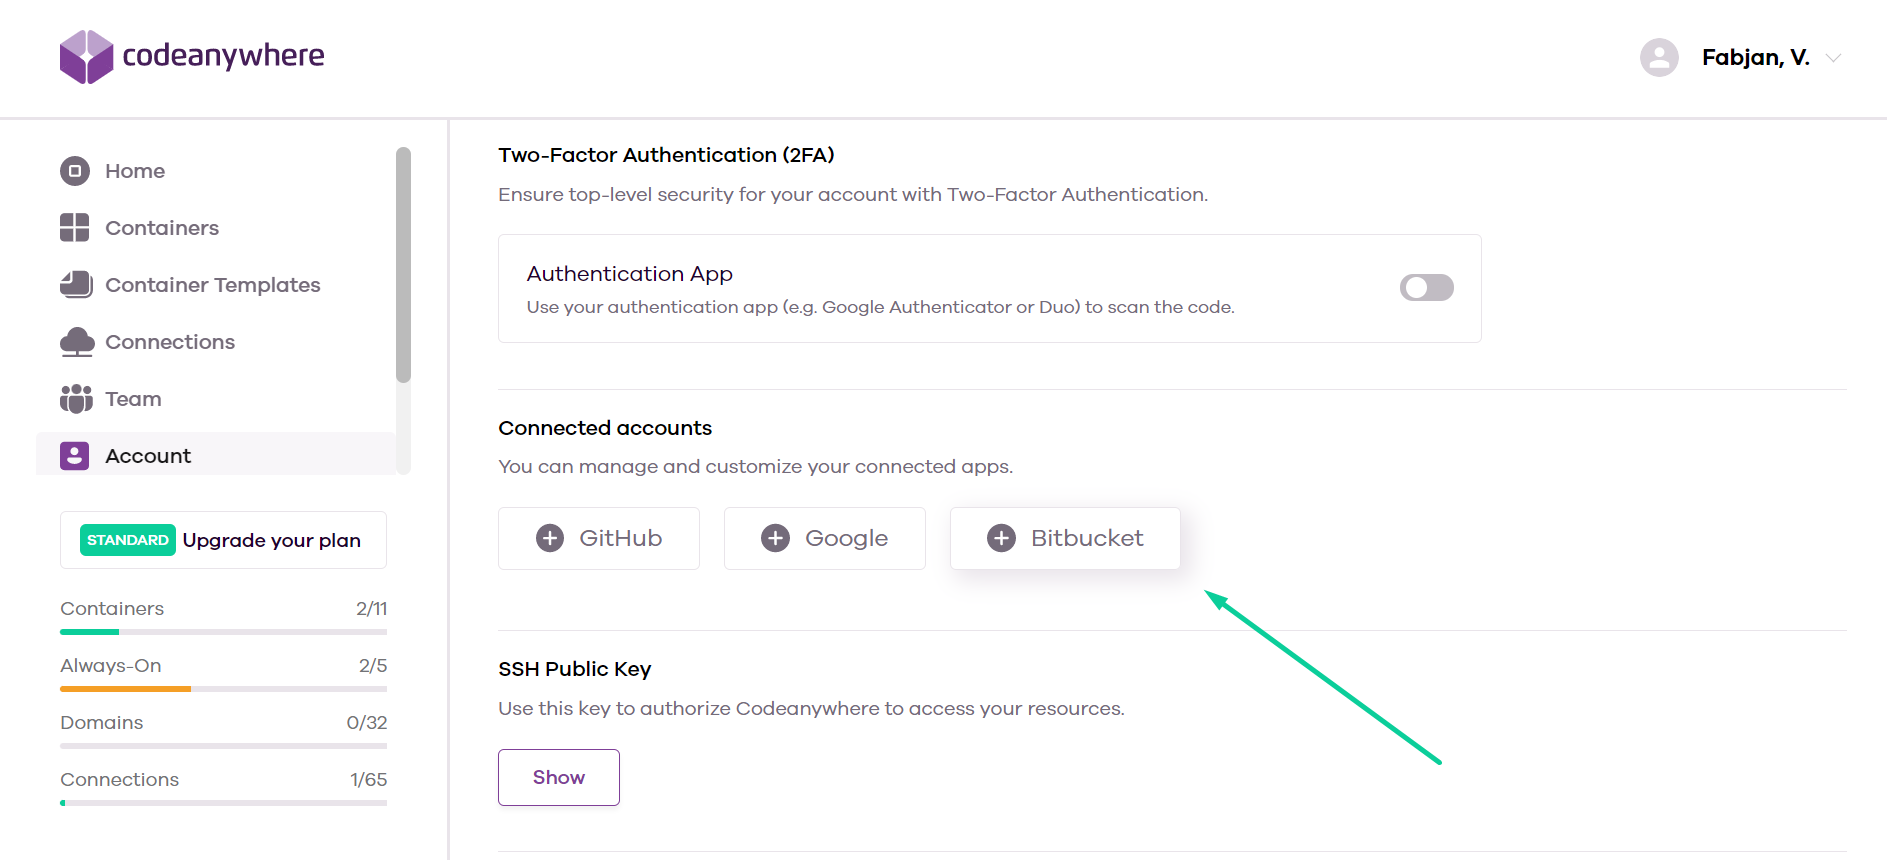 codeanywhere
Fabjan, V.
Home
Containers
Container Templates
Connections
Team
Account
STANDARD Upgrade your plan
Containers 2/11
Always-On 2/5
Domains 0/32
Connections 1/65
Two-Factor Authentication (2FA)
Ensure top-level security for your account with Two-Factor Authentication.
Authentication App
Use your authentication app (e.g. Google Authenticator or Duo) to scan the code.
Connected accounts
You can manage and customize your connected apps.
GitHub Google Bitbucket
SSH Public Key
Use this key to authorize Codeanywhere to access your resources.
Show